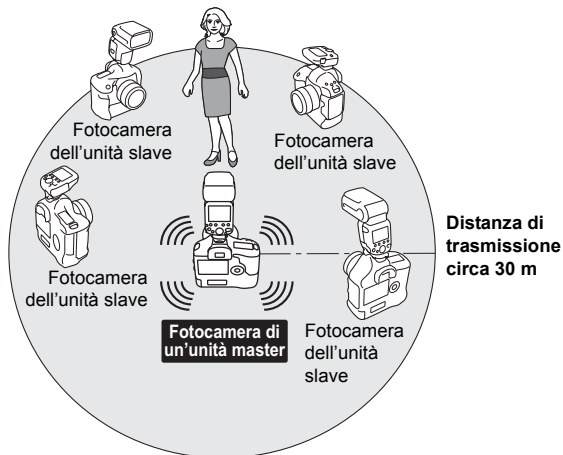 Fotocamera
dell'unità slave
Fotocamera
dell'unità slave
Fotocamera
dell'unità slave
Distanza di
trasmissione
circa 30 m
Fotocamera di
un'unità master
Fotocamera
dell'unità
slave